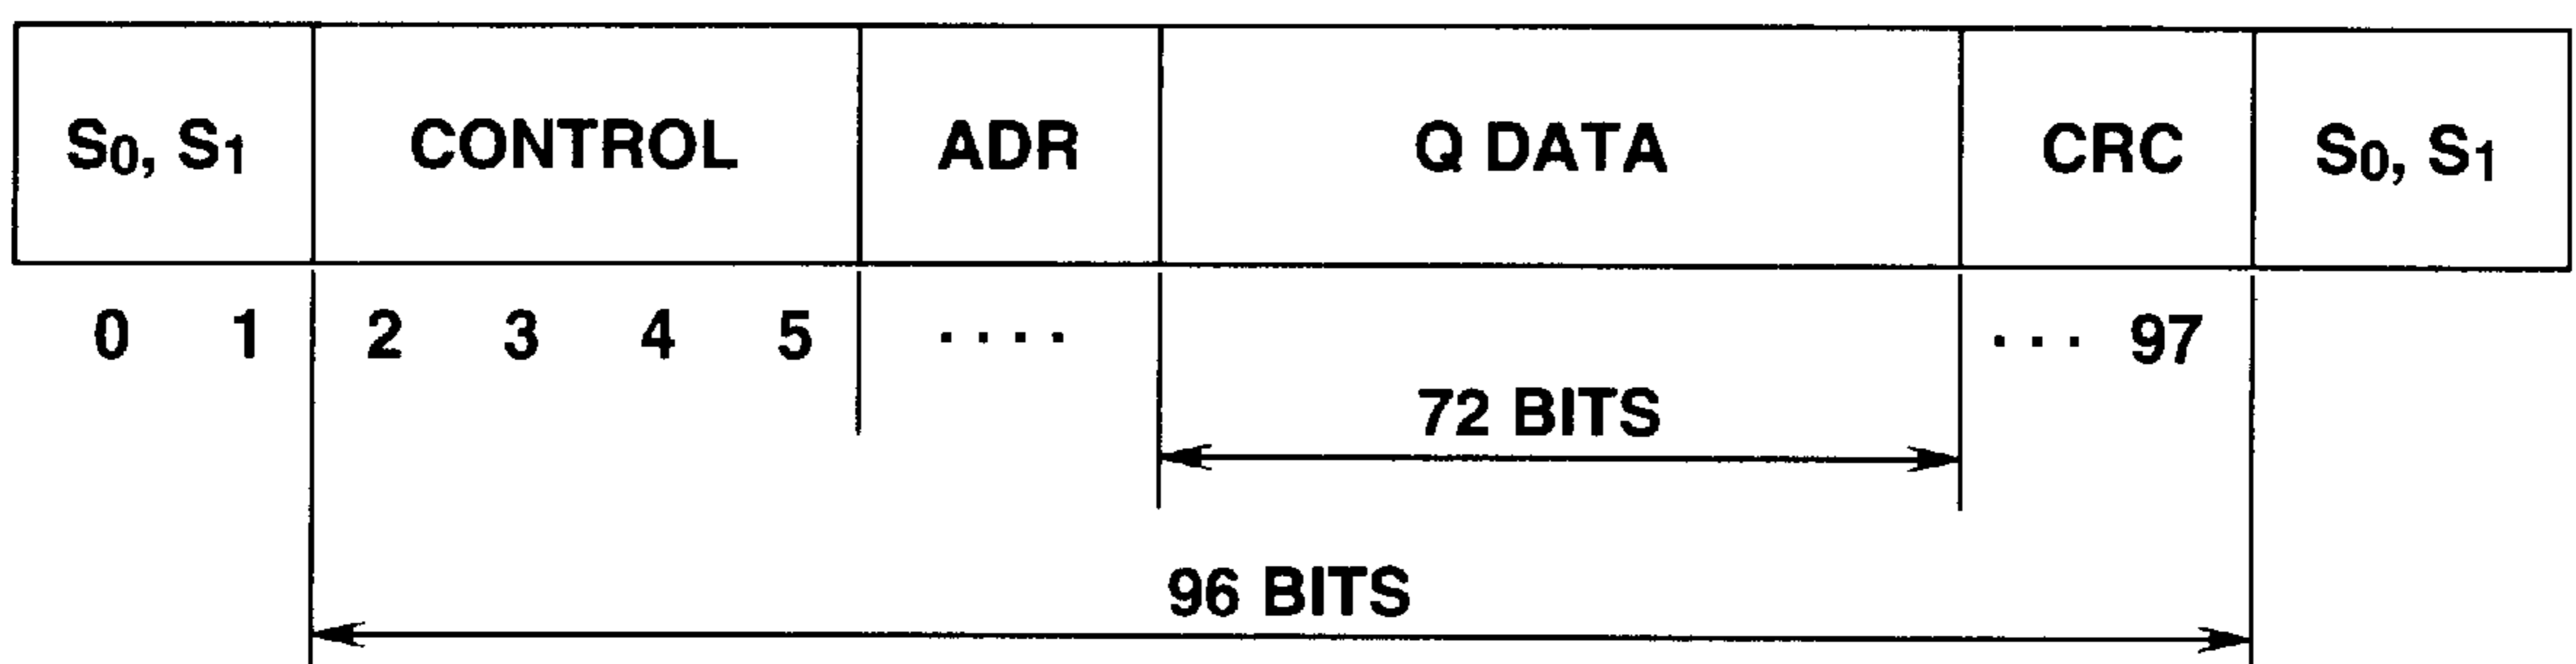 S0, S1 CONTROL ADR Q DATA CRC S0, S1
0 1 2 3 4 5 .... ... 97
72 BITS
96 BITS